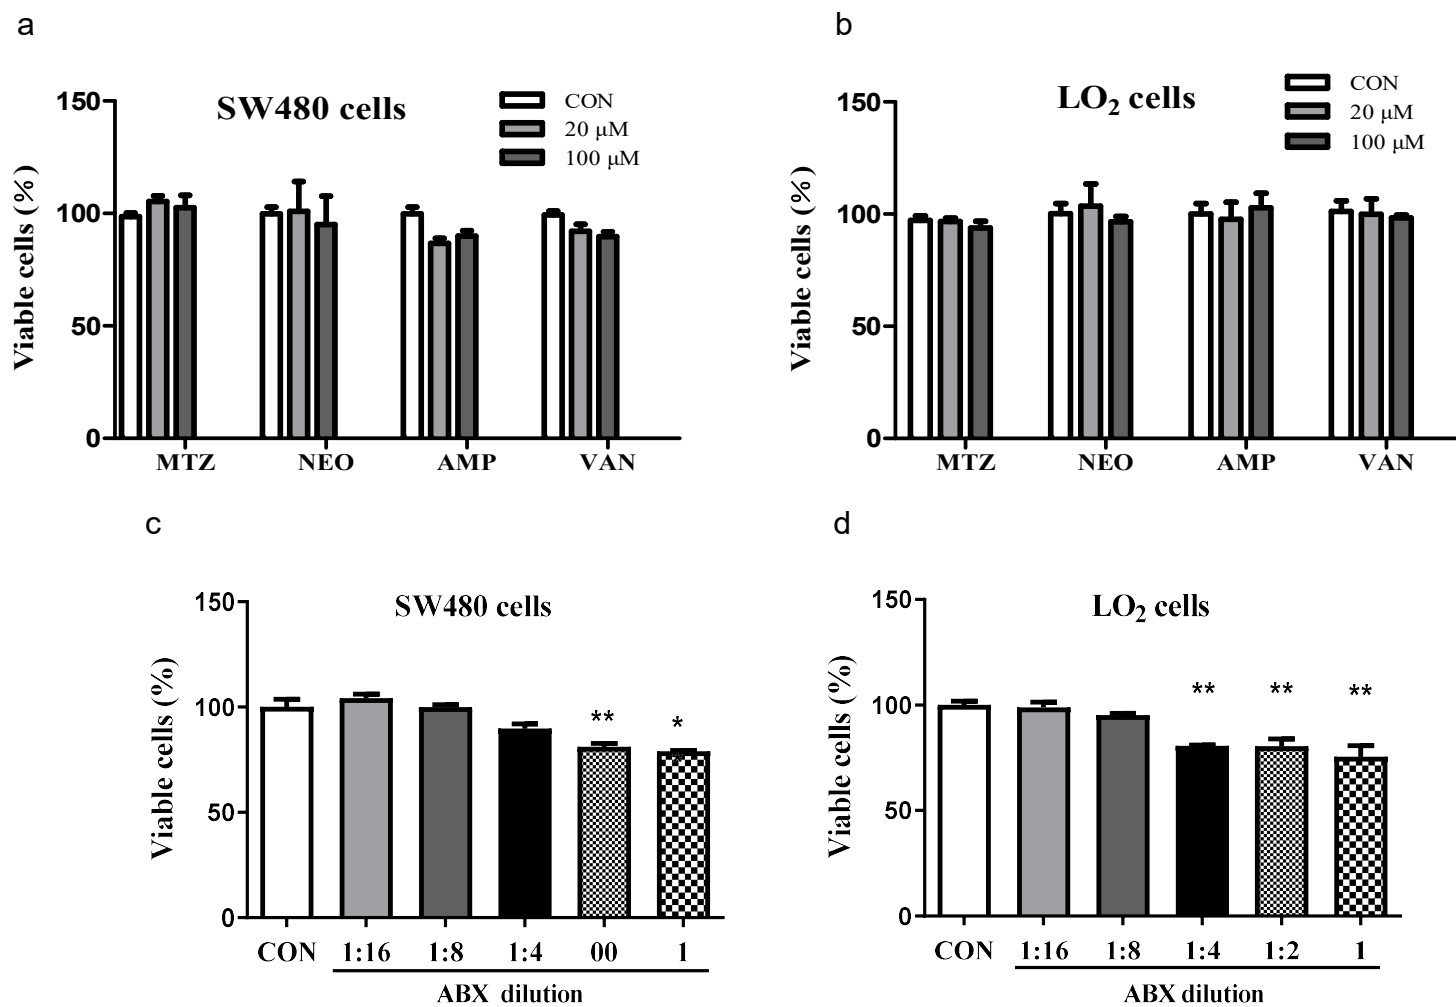 a
SW480 cells
CON
20 μM
100 μM
Viable cells (%)
150
100
50
0
MTZ NEO AMP VAN
b
LO2 cells
CON
20 μM
100 μM
Viable cells (%)
150
100
50
0
MTZ NEO AMP VAN
c
SW480 cells
Viable cells (%)
150
100
50
0
** *
*
CON 1:16 1:8 1:4 00 1
ABX dilution
d
LO2 cells
Viable cells (%)
150
100
50
0
** ** **
CON 1:16 1:8 1:4 1:2 1
ABX dilution